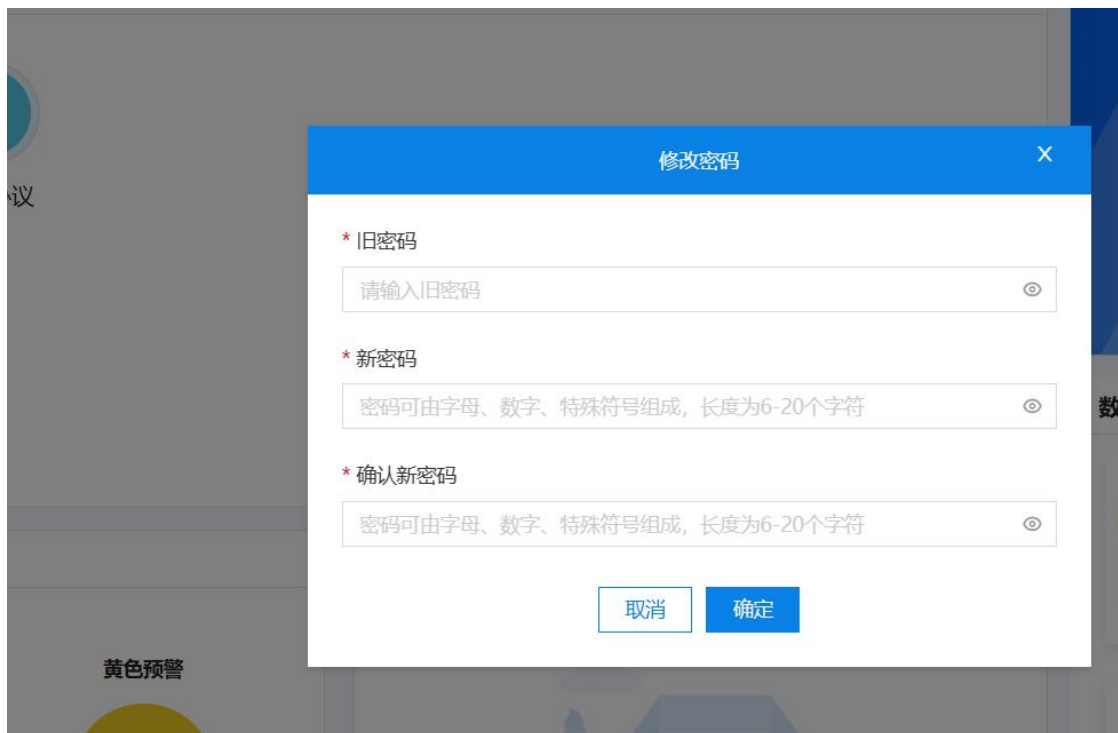 修改密码 X
议
* 旧密码
请输入旧密码
* 新密码
密码可由字母、数字、特殊符号组成，长度为6-20个字符
数
* 确认新密码
密码可由字母、数字、特殊符号组成，长度为6-20个字符
取消 确定
黄色预警